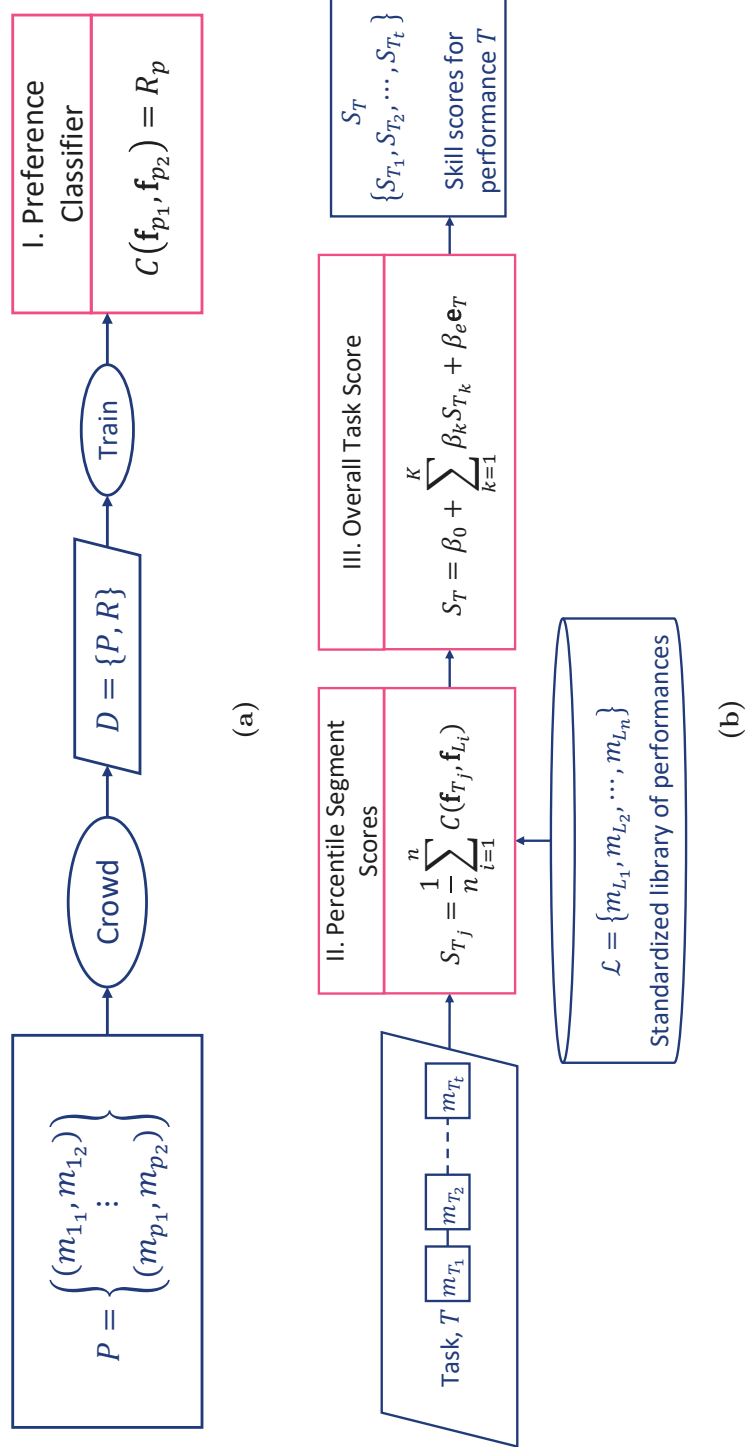 P = { (m_{1_1}, m_{1_2})
⋮
(m_{p_1}, m_{p_2}) }
Crowd
D = {P, R}
Train
I. Preference
Classifier
C(f_{p_1}, f_{p_2}) = R_p
(a)
Task, T
m_{T_1}
m_{T_2}
m_{T_t}
II. Percentile Segment
Scores
S_{T_j} = \frac{1}{n} \sum_{i=1}^{n} C(f_{T_j}, f_{L_i})
ℒ = {m_{L_1}, m_{L_2}, ⋯, m_{L_n}}
Standardized library of performances
III. Overall Task Score
S_T = β_0 + \sum_{k=1}^{K} β_k S_{T_k} + β_e e_T
S_T
{S_{T_1}, S_{T_2}, ⋯, S_{T_t}}
Skill scores for
performance T
(b)